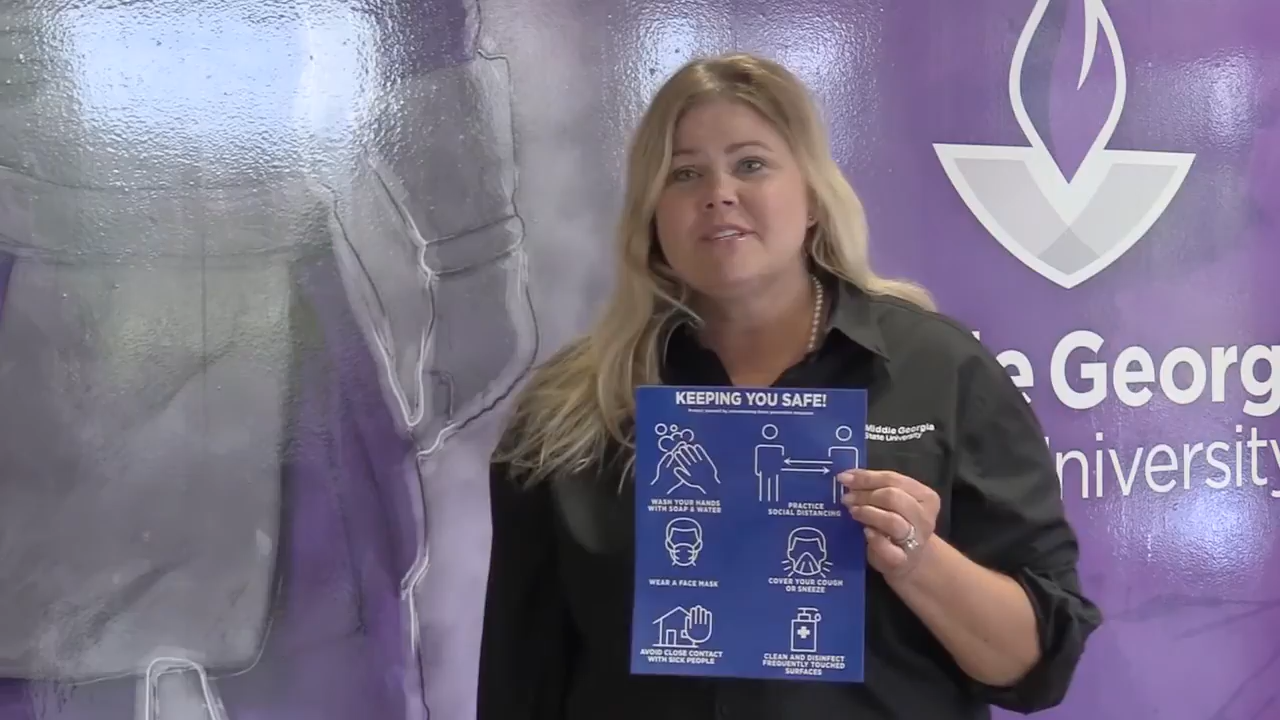 e Georg
niversity
Middle Georgia
State University
KEEPING YOU SAFE!
WASH YOUR HANDS
WITH SOAP & WATER
PRACTICE
SOCIAL DISTANCING
WEAR A FACE MASK
COVER YOUR COUGH
OR SNEEZE
AVOID CLOSE CONTACT
WITH SICK PEOPLE
CLEAN AND DISINFECT
FREQUENTLY TOUCHED
SURFACES